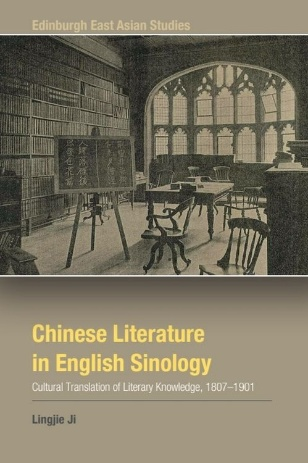 Edinburgh East Asian Studies
Chinese Literature
in English Sinology
Cultural Translation of Literary Knowledge, 1807–1901
Lingjie Ji